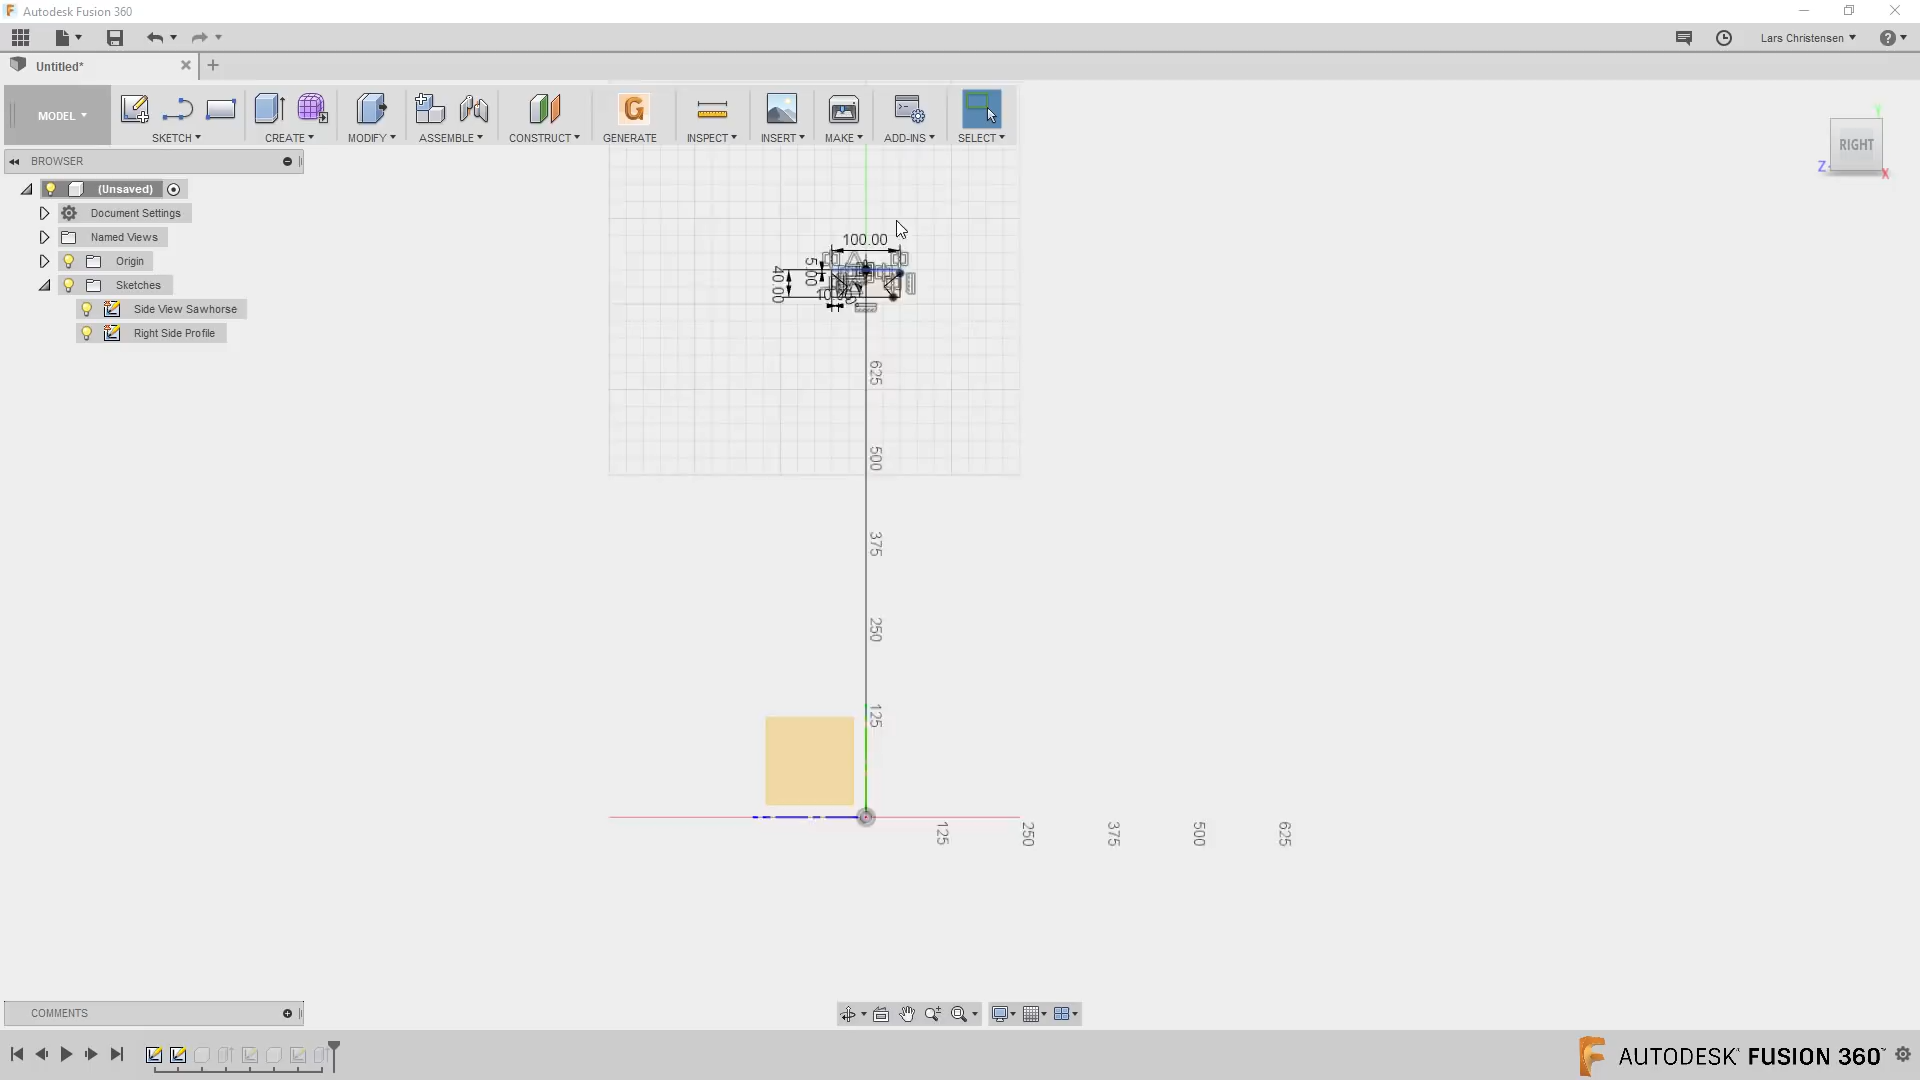 Autodesk Fusion 360
Lars Christensen
Untitled*
MODEL
SKETCH
CREATE
MODIFY
ASSEMBLE
CONSTRUCT
GENERATE
INSPECT
INSERT
MAKE
ADD-INS
SELECT
RIGHT
Z
X
BROWSER
(Unsaved)
Document Settings
Named Views
Origin
Sketches
Side View Sawhorse
Right Side Profile
100.00
5.00
40.00
625
500
375
250
125
125
250
375
500
625
COMMENTS
AUTODESK FUSION 360